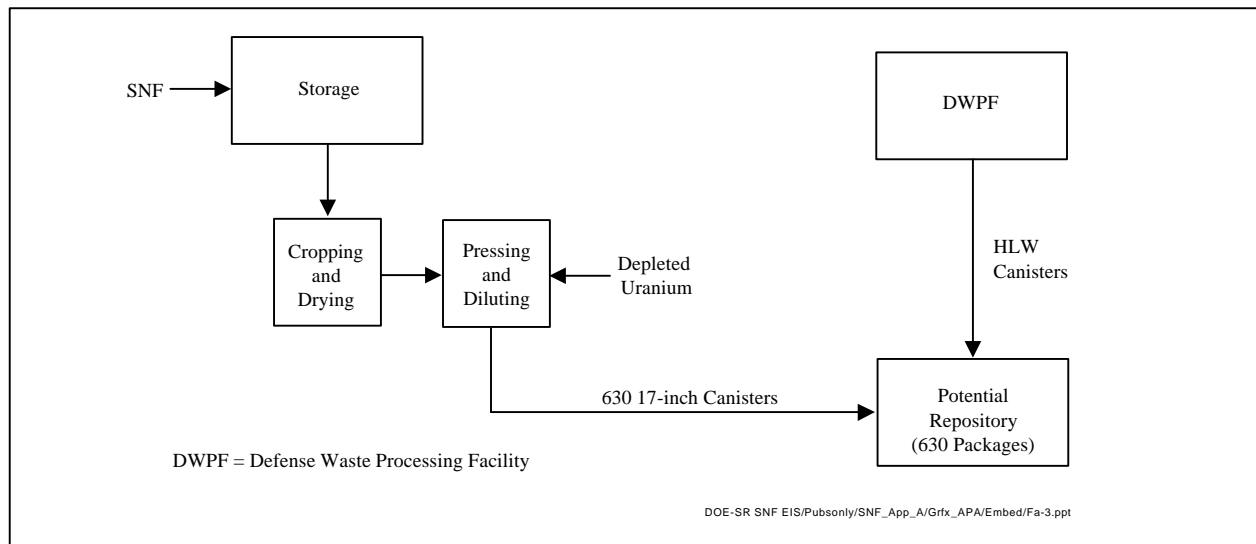 SNF
Storage
DWPF
Cropping
and
Drying
Pressing
and
Diluting
Depleted
Uranium
HLW
Canisters
630 17-inch Canisters
Potential
Repository
(630 Packages)
DWPF = Defense Waste Processing Facility
DOE-SR SNF EIS/Pubsonly/SNF_App_A/Grfx_APA/Embed/Fa-3.ppt